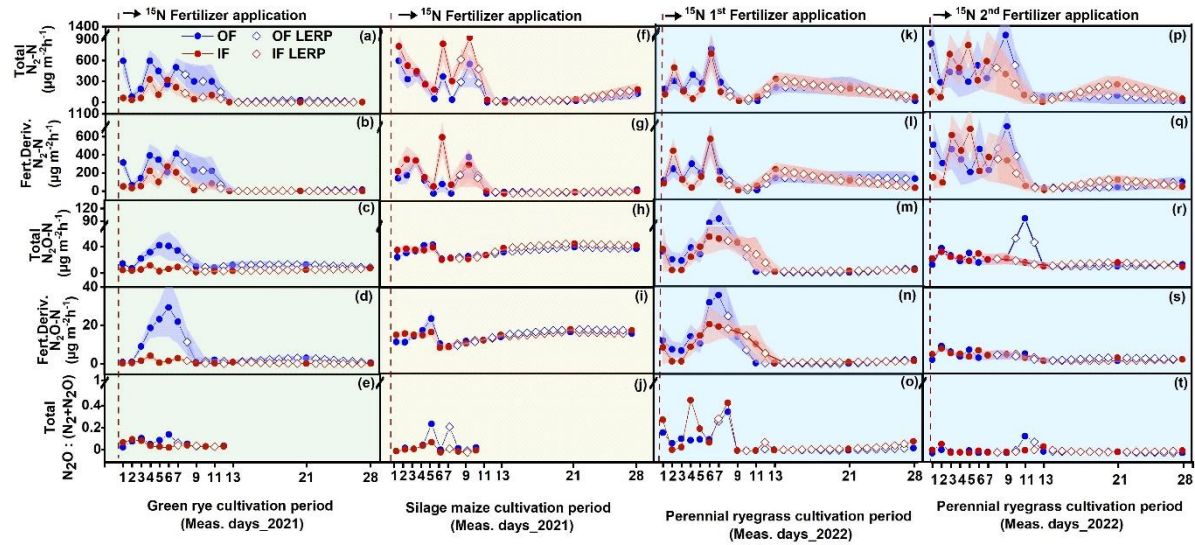 → ¹⁵N Fertilizer application
→ ¹⁵N Fertilizer application
→ ¹⁵N 1ˢᵗ Fertilizer application
→ ¹⁵N 2ⁿᵈ Fertilizer application
Total
N₂-N
(µg m⁻²h⁻¹)
1400
900
600
300
0
OF
OF LERP
IF
IF LERP
(a)
(f)
(k)
(p)
Fert.Deriv.
N₂-N
(µg m⁻²h⁻¹)
1100
600
400
200
0
(b)
(g)
(l)
(q)
Total
N₂O-N
(µg m⁻²h⁻¹)
120
90
40
0
(c)
(h)
(m)
(r)
Fert.Deriv.
N₂O-N
(µg m⁻²h⁻¹)
40
20
0
(d)
(i)
(n)
(s)
Total
N₂O : (N₂+N₂O)
1
0.4
0.2
0
(e)
(j)
(o)
(t)
1 2 3 4 5 6 7 9 11 13 21 28
1 2 3 4 5 6 7 9 11 13 21 28
1 2 3 4 5 6 7 9 11 13 21 28
1 2 3 4 5 6 7 9 11 13 21 28
Green rye cultivation period
(Meas. days_2021)
Silage maize cultivation period
(Meas. days_2021)
Perennial ryegrass cultivation period
(Meas. days_2022)
Perennial ryegrass cultivation period
(Meas. days_2022)